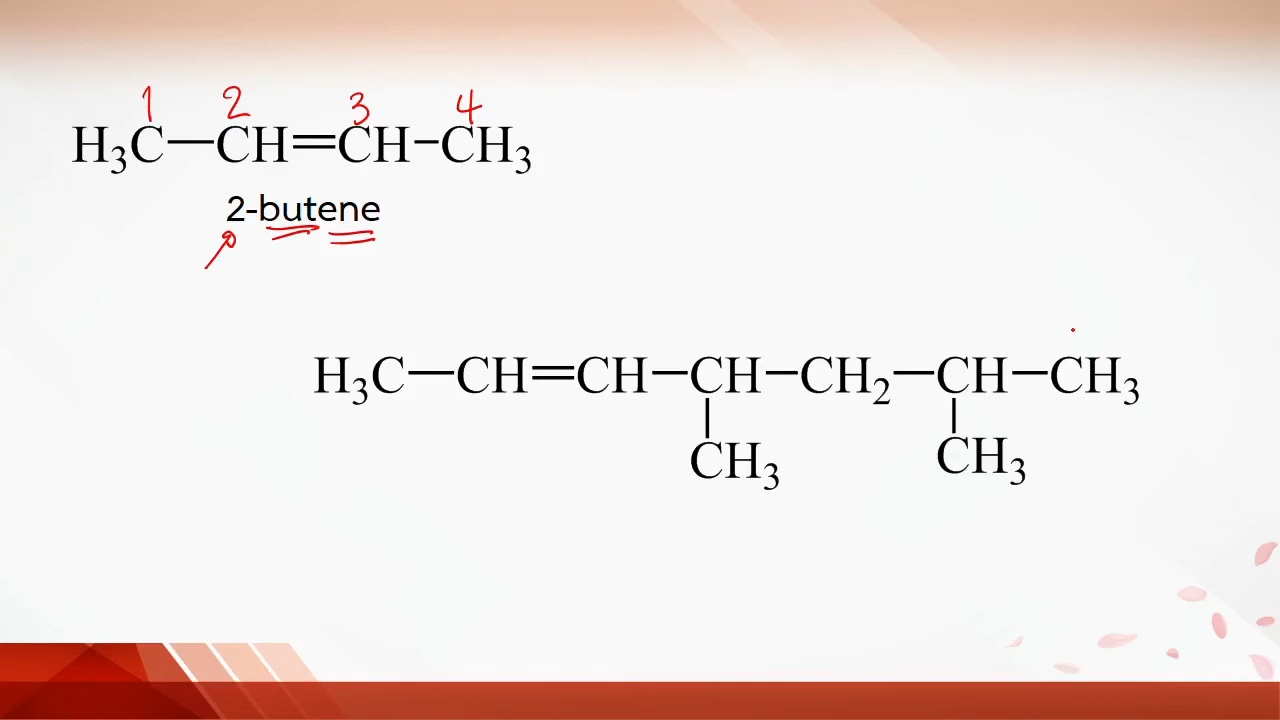 1 2 3 4
H₃C—CH=CH—CH₃
2-butene
H₃C—CH=CH—CH—CH₂—CH—CH₃
CH₃ CH₃